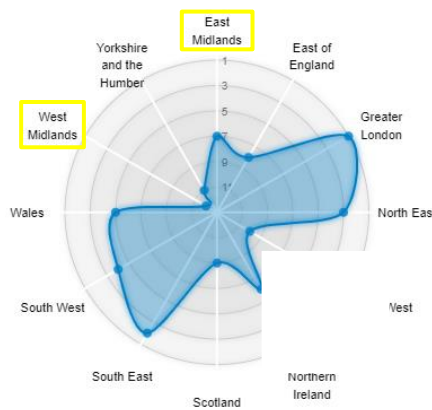 East
Midlands
Yorkshire
and the
Humber
East of
England
1
3
5
7
9
West
Midlands
Greater
London
Wales
North Eas
South West
West
South East
Northern
Ireland
Scotland